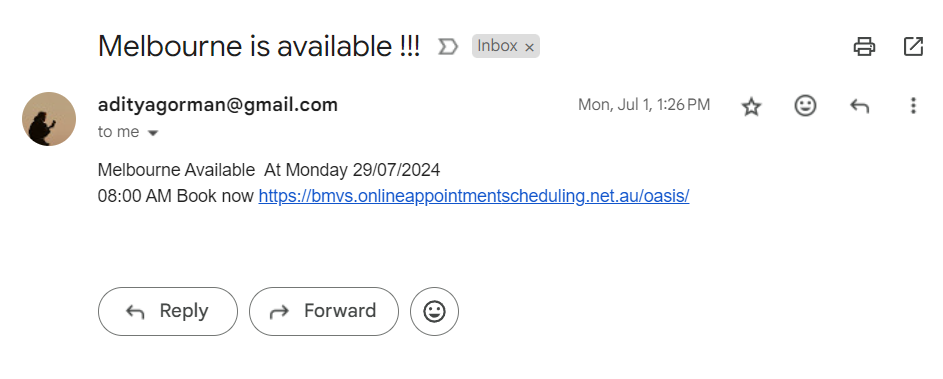 Melbourne is available !!! Inbox ×
adityagorman@gmail.com Mon, Jul 1, 1:26 PM
to me
Melbourne Available At Monday 29/07/2024
08:00 AM Book now https://bmvs.onlineappointmentscheduling.net.au/oasis/
Reply Forward